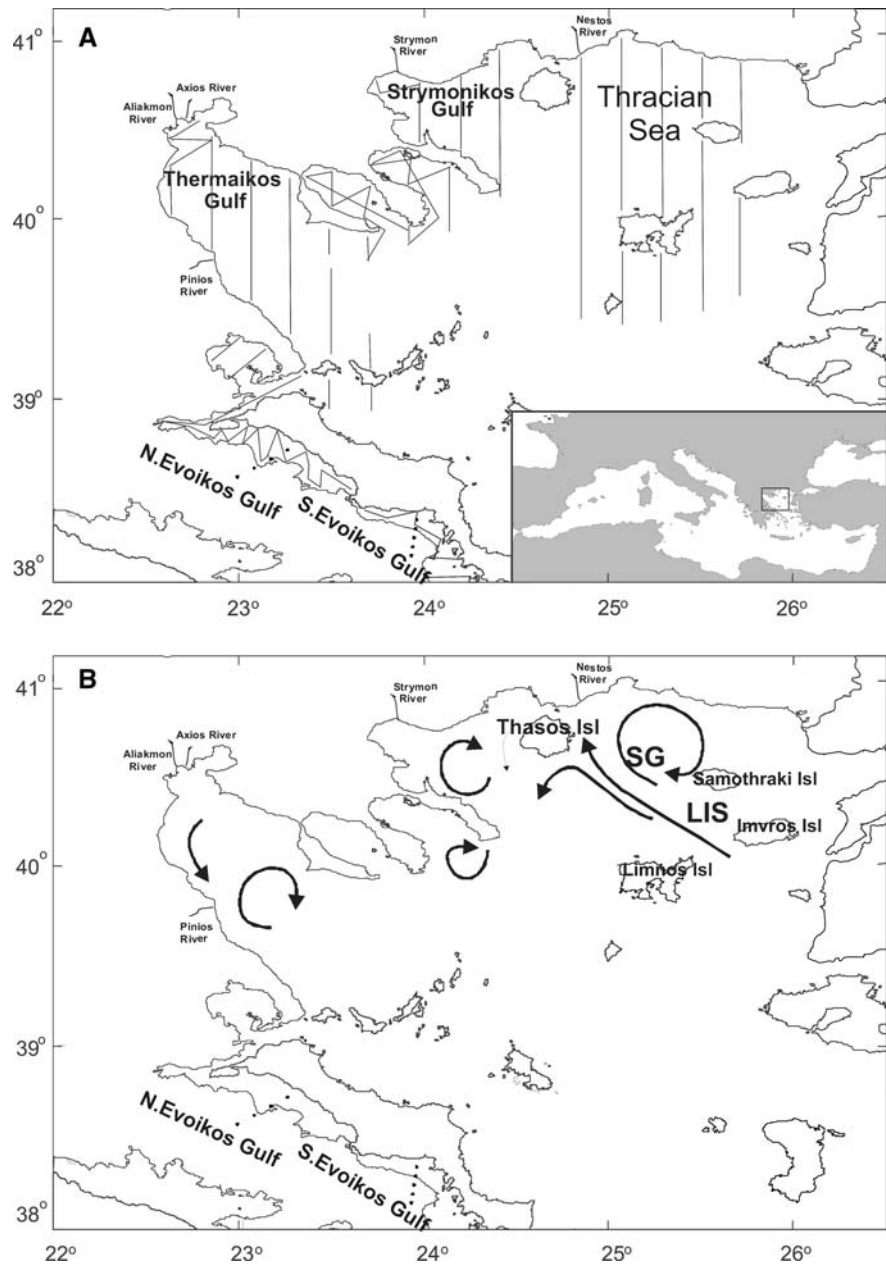 A
41°
40°
39°
38°
22°
23°
24°
25°
26°
Strymon
River
Nestos
River
Axios River
Aliakmon
River
Strymonikos
Gulf
Thracian
Sea
Thermaikos
Gulf
Pinios
River
N.Evoikos Gulf
S.Evoikos Gulf
B
41°
40°
39°
38°
22°
23°
24°
25°
26°
Strymon
River
Nestos
River
Axios River
Aliakmon
River
Thasos Isl
SG
Samothraki Isl
LIS
Imvros Isl
Limnos Isl
Pinios
River
N.Evoikos Gulf
S.Evoikos Gulf